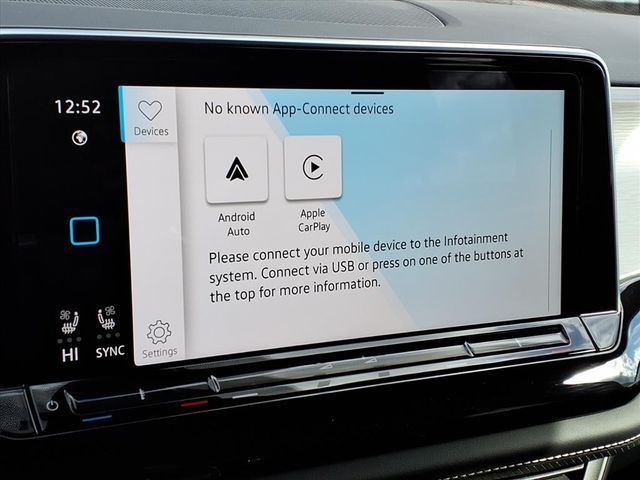 12:52
Devices
No known App-Connect devices
Android
Auto
Apple
CarPlay
Please connect your mobile device to the Infotainment
system. Connect via USB or press on one of the buttons at
the top for more information.
HI
SYNC
Settings